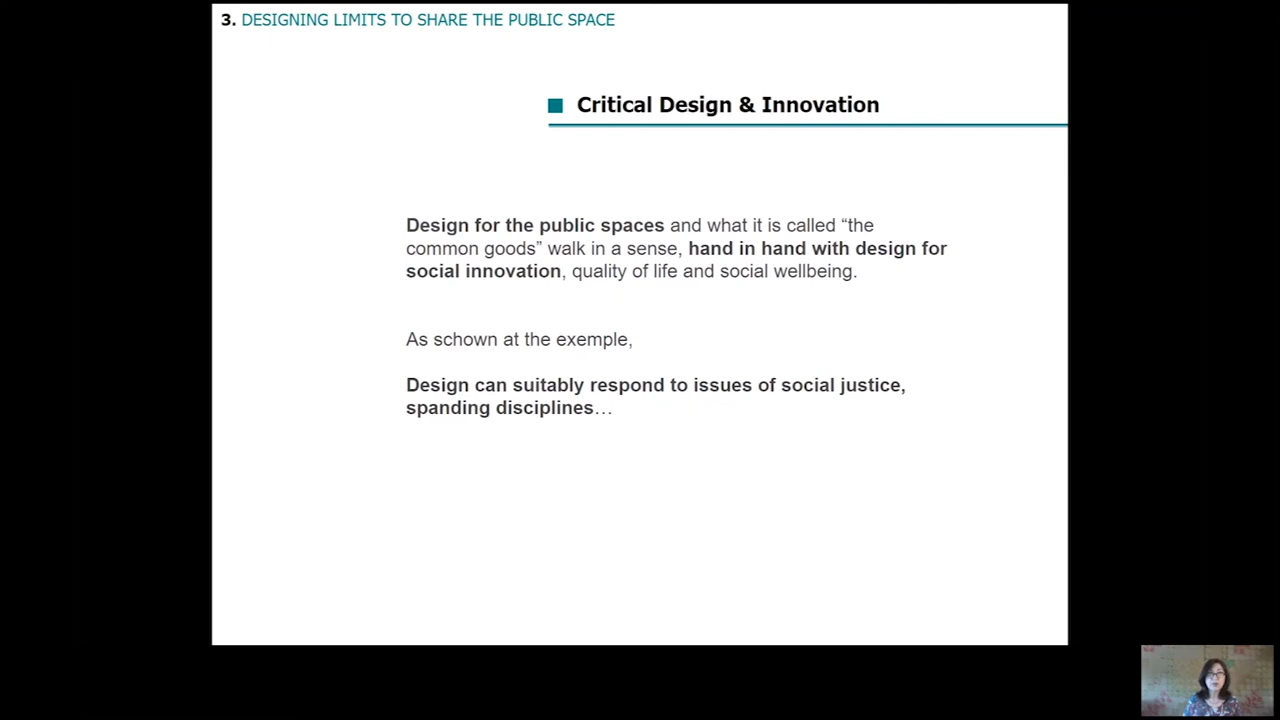 3. DESIGNING LIMITS TO SHARE THE PUBLIC SPACE
Critical Design & Innovation
Design for the public spaces and what it is called “the
common goods” walk in a sense, hand in hand with design for
social innovation, quality of life and social wellbeing.
As schown at the exemple,
Design can suitably respond to issues of social justice,
spanding disciplines…